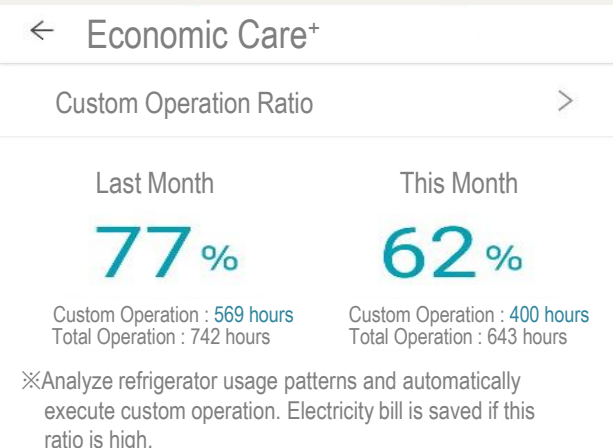 ← Economic Care⁺
Custom Operation Ratio >
Last Month This Month
77% 62%
Custom Operation : 569 hours Custom Operation : 400 hours
Total Operation : 742 hours Total Operation : 643 hours
※Analyze refrigerator usage patterns and automatically
execute custom operation. Electricity bill is saved if this
ratio is high.